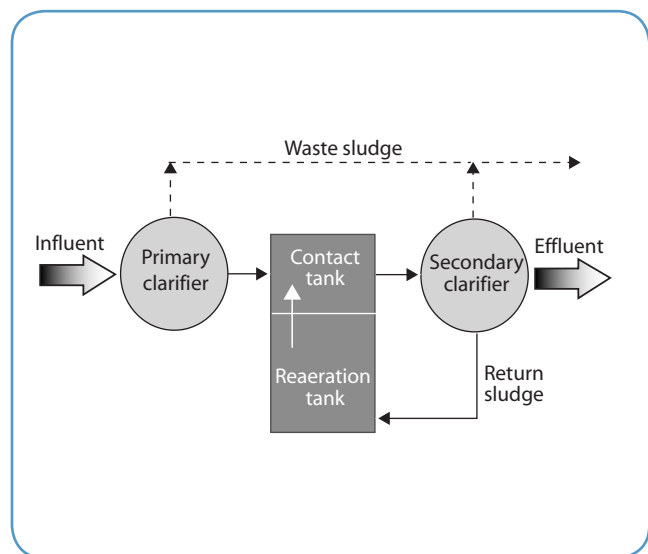 Waste sludge
Influent
Primary
clarifier
Contact
tank
Secondary
clarifier
Effluent
Reaeration
tank
Return
sludge